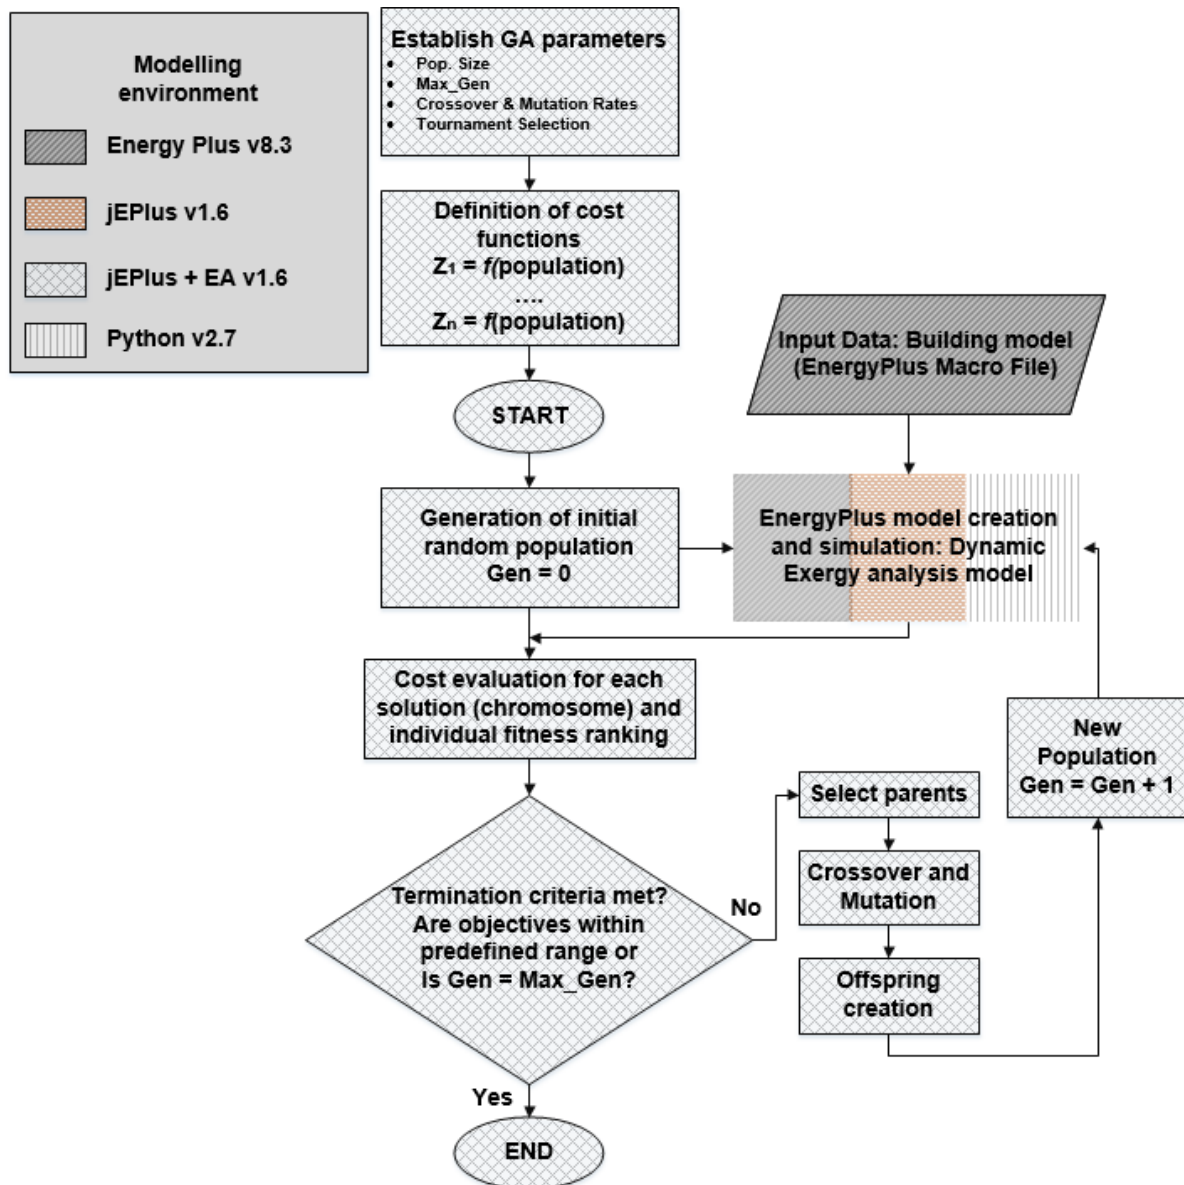 Modelling
environment
Energy Plus v8.3
jEPlus v1.6
jEPlus + EA v1.6
Python v2.7
Establish GA parameters
• Pop. Size
• Max_Gen
• Crossover & Mutation Rates
• Tournament Selection
Definition of cost
functions
Z₁ = f(population)
....
Zₙ = f(population)
START
Input Data: Building model
(EnergyPlus Macro File)
Generation of initial
random population
Gen = 0
EnergyPlus model creation
and simulation: Dynamic
Exergy analysis model
Cost evaluation for each
solution (chromosome) and
individual fitness ranking
New
Population
Gen = Gen + 1
Select parents
Crossover and
Mutation
Offspring
creation
Termination criteria met?
Are objectives within
predefined range or
Is Gen = Max_Gen?
No
Yes
END